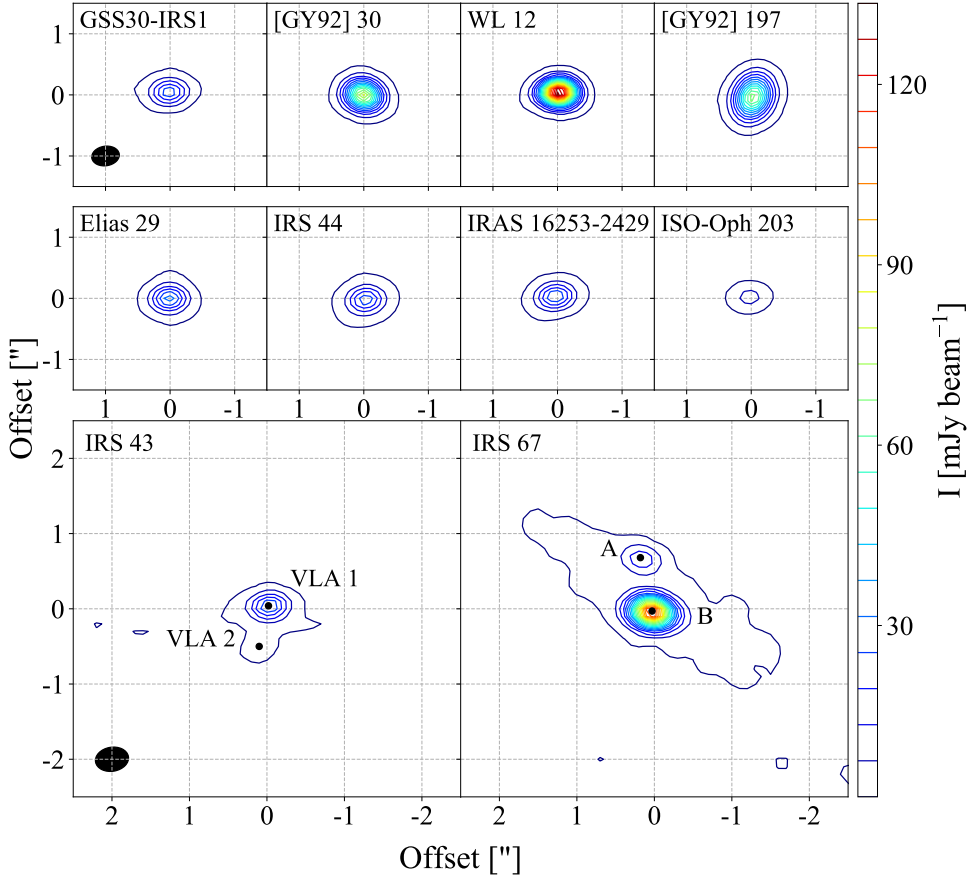 GSS30-IRS1
[GY92] 30
WL 12
[GY92] 197
1
0
-1
120
Elias 29
IRS 44
IRAS 16253-2429
ISO-Oph 203
1
0
-1
90
1 0 -1 1 0 -1 1 0 -1 1 0 -1
Offset ["]
I [mJy beam⁻¹]
IRS 43
IRS 67
2
1
0
-1
-2
VLA 1
VLA 2
A
B
60
30
2 1 0 -1 -2 2 1 0 -1 -2
Offset ["]